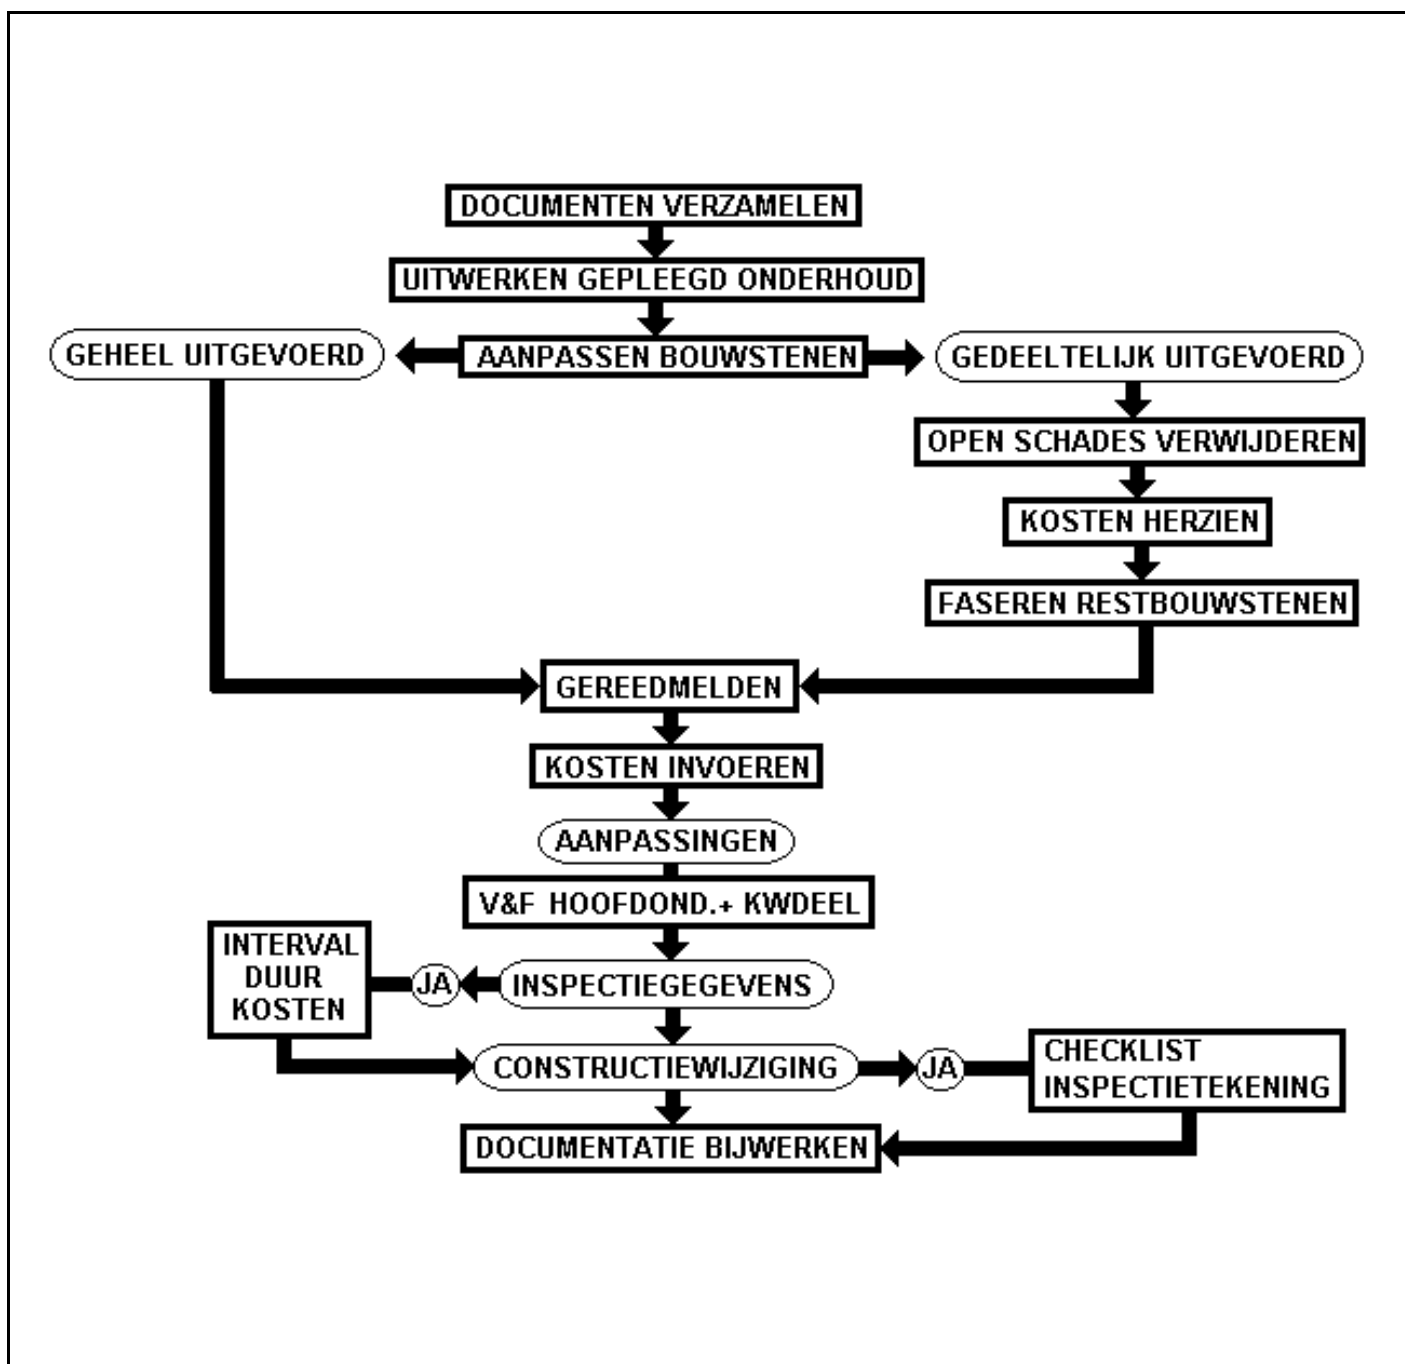 DOCUMENTEN VERZAMELEN
UITWERKEN GEPLEEGD ONDERHOUD
GEHEEL UITGEVOERD
AANPASSEN BOUWSTENEN
GEDEELTELIJK UITGEVOERD
OPEN SCHADES VERWIJDEREN
KOSTEN HERZIEN
FASEREN RESTBOUWSTENEN
GEREEDMELDEN
KOSTEN INVOEREN
AANPASSINGEN
V&F HOOFDOND.+ KWDEEL
INTERVAL
DUUR
KOSTEN
JA
INSPECTIEGEGEVENS
CONSTRUCTIEWIJZIGING
JA
CHECKLIST
INSPECTIETEKENING
DOCUMENTATIE BIJWERKEN